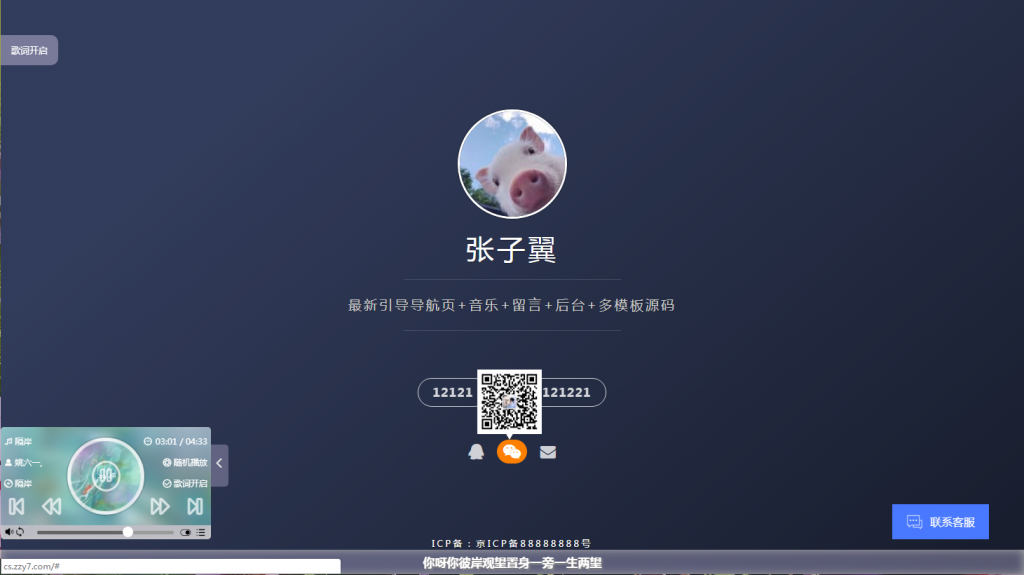 歌词开启
张子翼
最新引导导航页+音乐+留言+后台+多模板源码
12121
121221
隔岸
03:01 / 04:33
姚六一,
随机播放
隔岸
歌词开启
联系客服
ICP备：京ICP备88888888号
你呀你彼岸观望置身一旁一生两望
cs.zzy7.com/#